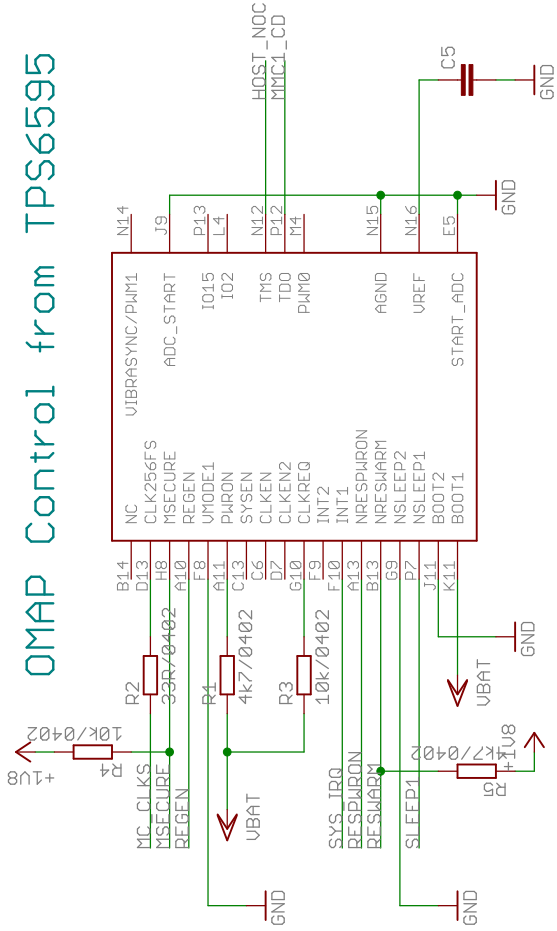 OMAP Control from TPS6595
HOST_NOC
MMC1_CD
C5
GND
GND
N14
J9
P13
L4
N12
P12
M4
N15
N16
E5
VIBRASYNC/PWM1
ADC_START
IO15
IO2
TMS
TDO
PWM0
AGND
VREF
START_ADC
NC
CLK256FS
MSECURE
REGEN
VMODE1
PWRON
SYSEN
CLKEN
CLKEN2
CLKREQ
INT2
INT1
NRESPWRON
NRESWARM
NSLEEP2
NSLEEP1
BOOT2
BOOT1
B14
D13
H8
A10
F8
A11
C13
C6
D7
G10
F9
F10
A13
B13
G9
P7
J11
K11
R2
33R/0402
R1
4k7/0402
R3
10k/0402
GND
VBAT
R4
10k/0402
+1V8
R5
4k7/0402
+1V8
MC_CLKS
MSECURE
REGEN
VBAT
SYS_IRQ
RESPWRON
RESWARM
SLEEP1
GND
GND